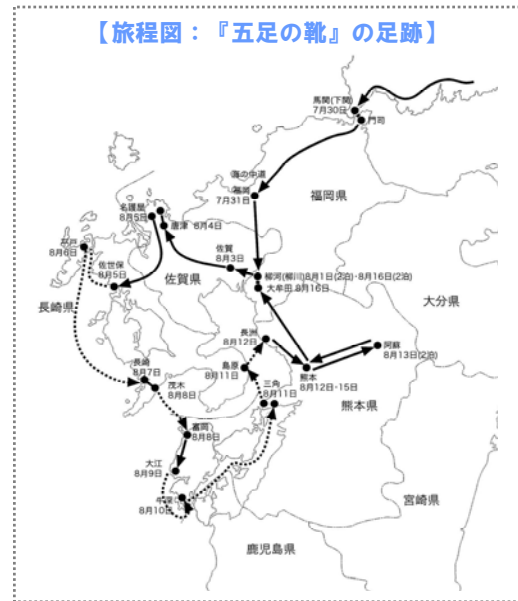 【旅程図：『五足の靴』の足跡】
馬関(下関)
7月30日
門司
海の中道
福岡
7月31日
福岡県
名護屋
8月5日
唐津 8月4日
平戸
8月6日
佐世保
8月5日
佐賀
8月3日
佐賀県
柳河(柳川)8月1日(2泊)・8月16日(2泊)
大牟田 8月16日
大分県
長崎県
長洲
8月12日
阿蘇
8月13日(2泊)
島原
8月11日
熊本
8月12日・15日
長崎
8月7日
茂木
8月8日
三角
8月11日
熊本県
富岡
8月8日
大江
8月9日
牛深
8月10日
宮崎県
鹿児島県